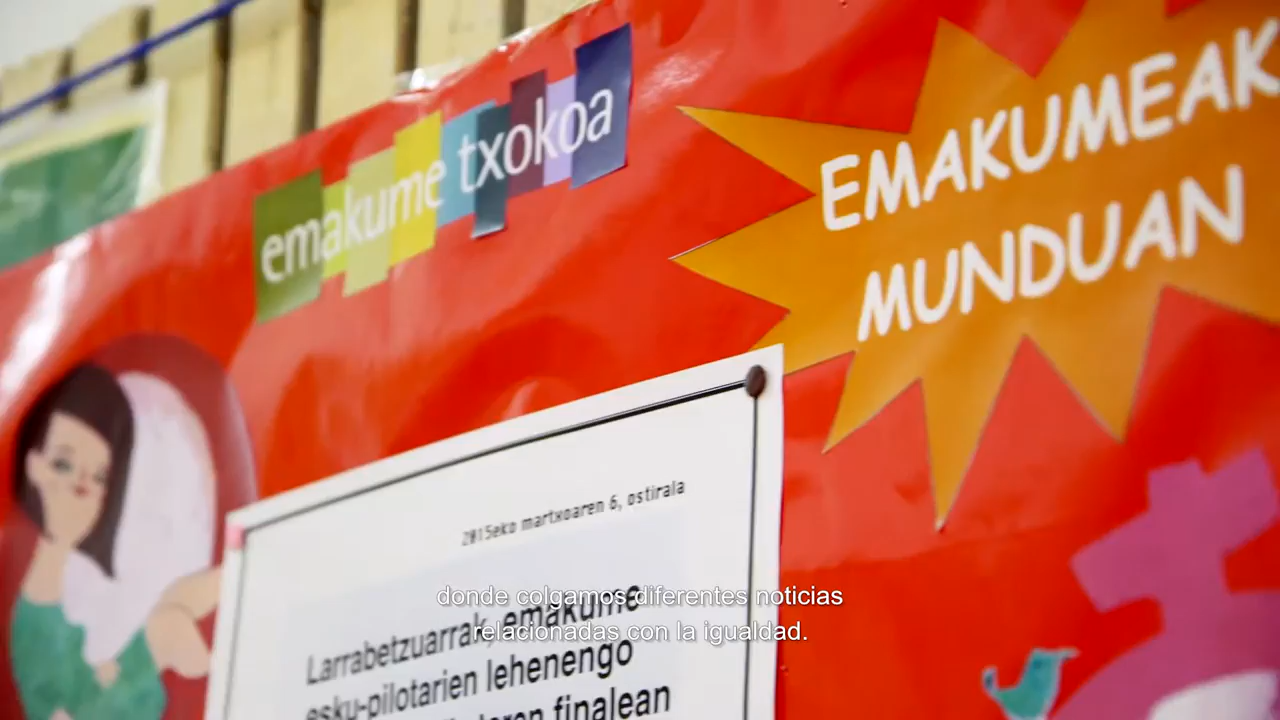 emakume txokoa
EMAKUMEAK
MUNDUAN
2015eko martxoaren 6, ostirala
Larrabetzuarrak, emakume
esku-pilotarien lehenengo
finalean
donde colgamos diferentes noticias
relacionadas con la igualdad.